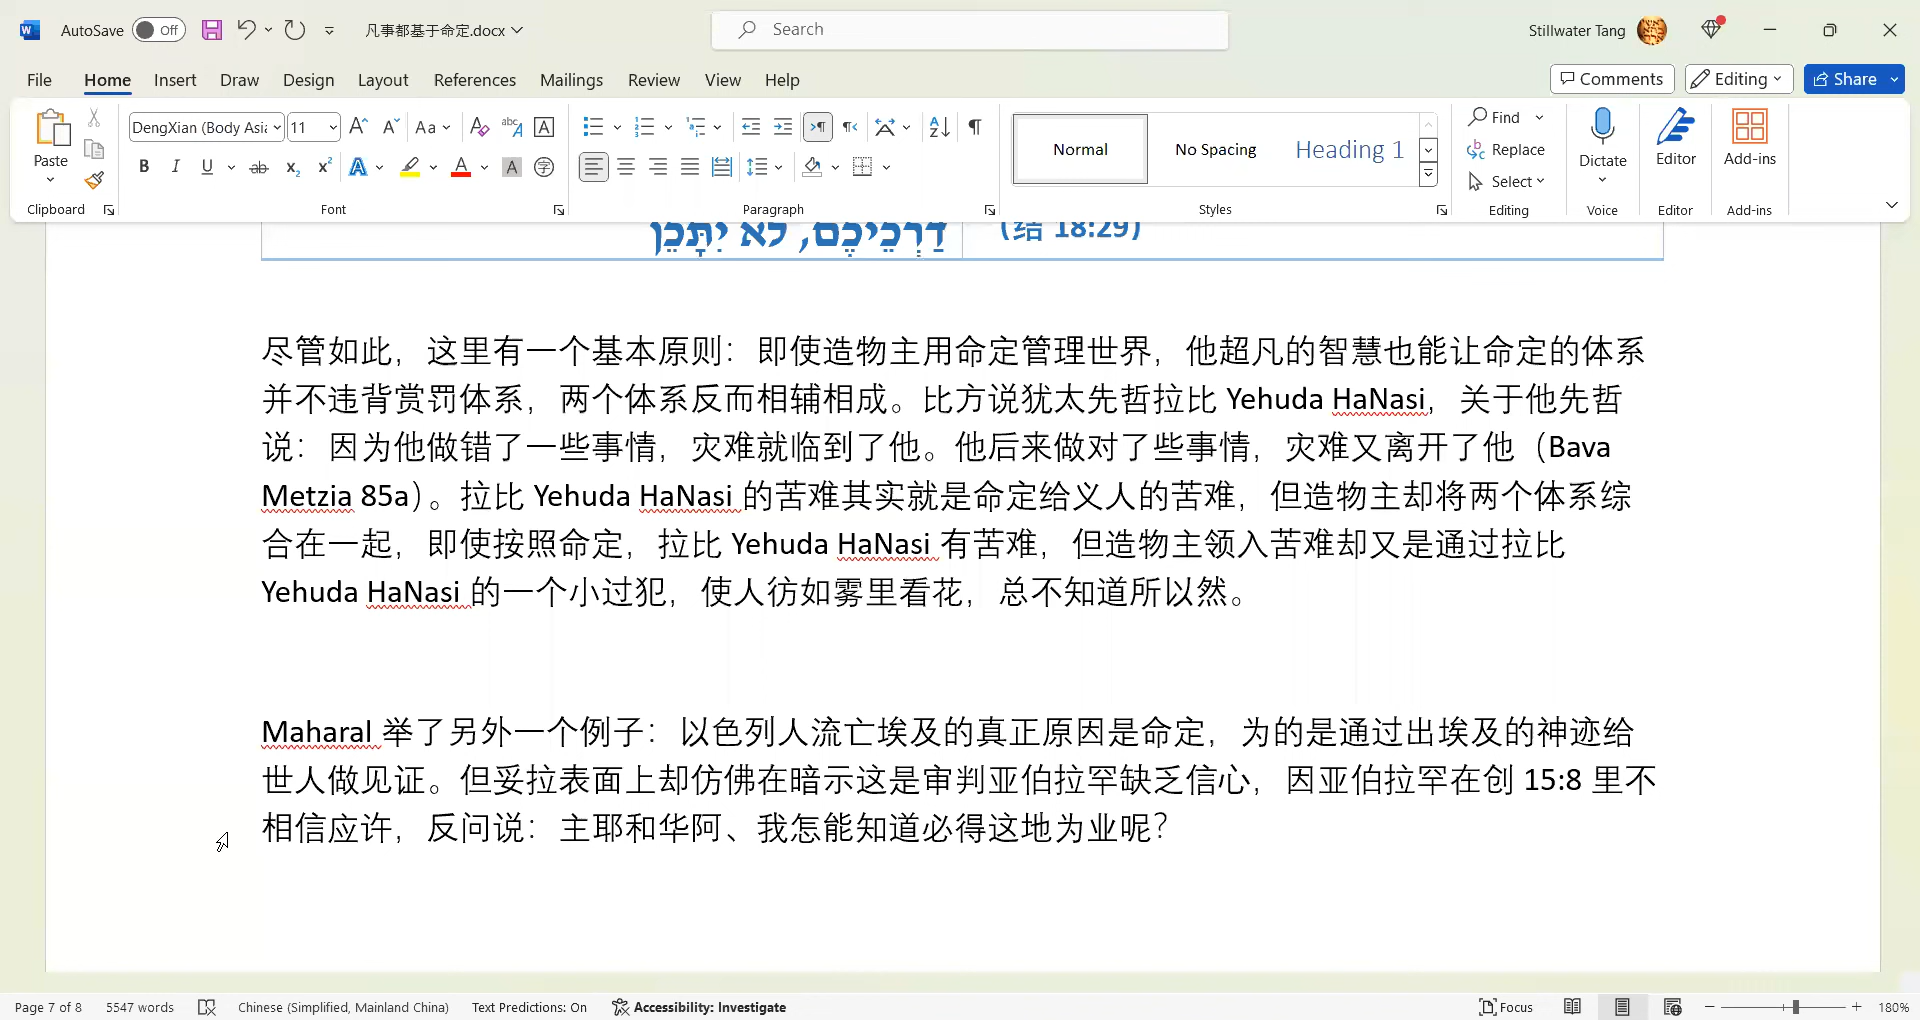 AutoSave Off 凡事都基于命定.docx Search Stillwater Tang
File Home Insert Draw Design Layout References Mailings Review View Help Comments Editing Share
Paste DengXian (Body Asia 11 Normal No Spacing Heading 1 Find Replace Select Dictate Editor Add-ins
Clipboard Font Paragraph Styles Editing Voice Editor Add-ins
דַרְכֵיכֶם, לֹא יִתָּכֵן (结 18:29)
尽管如此，这里有一个基本原则：即使造物主用命定管理世界，他超凡的智慧也能让命定的体系
并不违背赏罚体系，两个体系反而相辅相成。比方说犹太先哲拉比 Yehuda HaNasi，关于他先哲
说：因为他做错了一些事情，灾难就临到了他。他后来做对了些事情，灾难又离开了他（Bava
Metzia 85a）。拉比 Yehuda HaNasi 的苦难其实就是命定给义人的苦难，但造物主却将两个体系综
合在一起，即使按照命定，拉比 Yehuda HaNasi 有苦难，但造物主领入苦难却又是通过拉比
Yehuda HaNasi 的一个小过犯，使人彷如雾里看花，总不知道所以然。
Maharal 举了另外一个例子：以色列人流亡埃及的真正原因是命定，为的是通过出埃及的神迹给
世人做见证。但妥拉表面上却仿佛在暗示这是审判亚伯拉罕缺乏信心，因亚伯拉罕在创 15:8 里不
相信应许，反问说：主耶和华阿、我怎能知道必得这地为业呢？
Page 7 of 8 5547 words Chinese (Simplified, Mainland China) Text Predictions: On Accessibility: Investigate Focus 180%